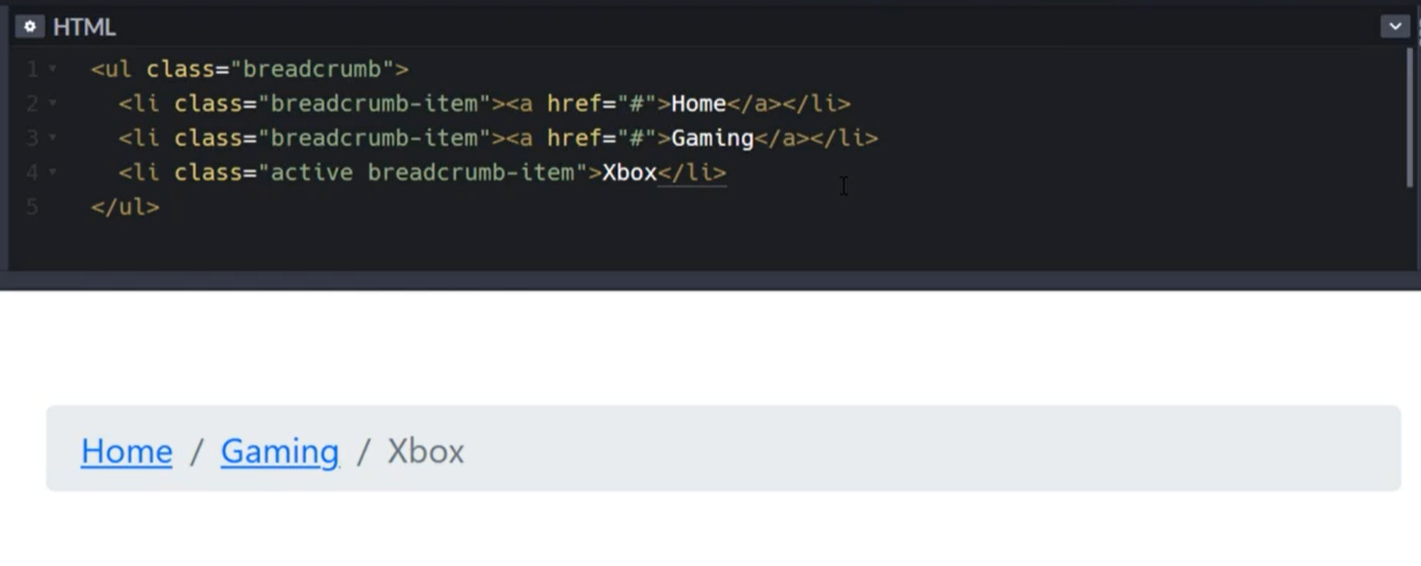 HTML
1 <ul class="breadcrumb">
2 <li class="breadcrumb-item"><a href="#">Home</a></li>
3 <li class="breadcrumb-item"><a href="#">Gaming</a></li>
4 <li class="active breadcrumb-item">Xbox</li>
5 </ul>
Home / Gaming / Xbox